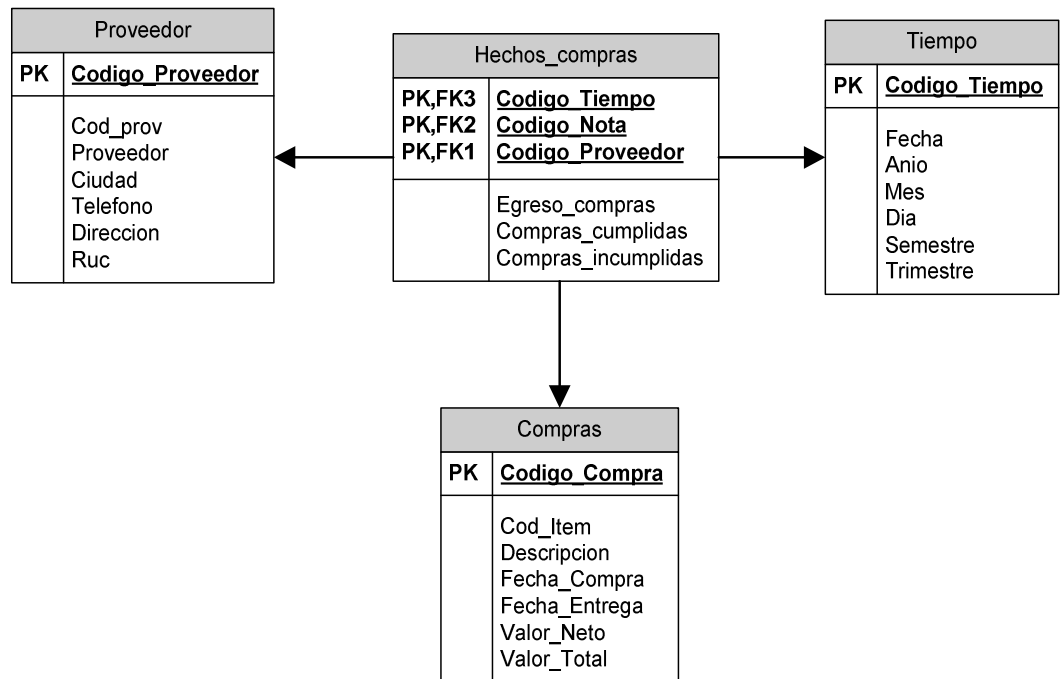 Proveedor
PK Codigo_Proveedor
Cod_prov
Proveedor
Ciudad
Telefono
Direccion
Ruc
Hechos_compras
PK,FK3 Codigo_Tiempo
PK,FK2 Codigo_Nota
PK,FK1 Codigo_Proveedor
Egreso_compras
Compras_cumplidas
Compras_incumplidas
Tiempo
PK Codigo_Tiempo
Fecha
Anio
Mes
Dia
Semestre
Trimestre
Compras
PK Codigo_Compra
Cod_Item
Descripcion
Fecha_Compra
Fecha_Entrega
Valor_Neto
Valor_Total